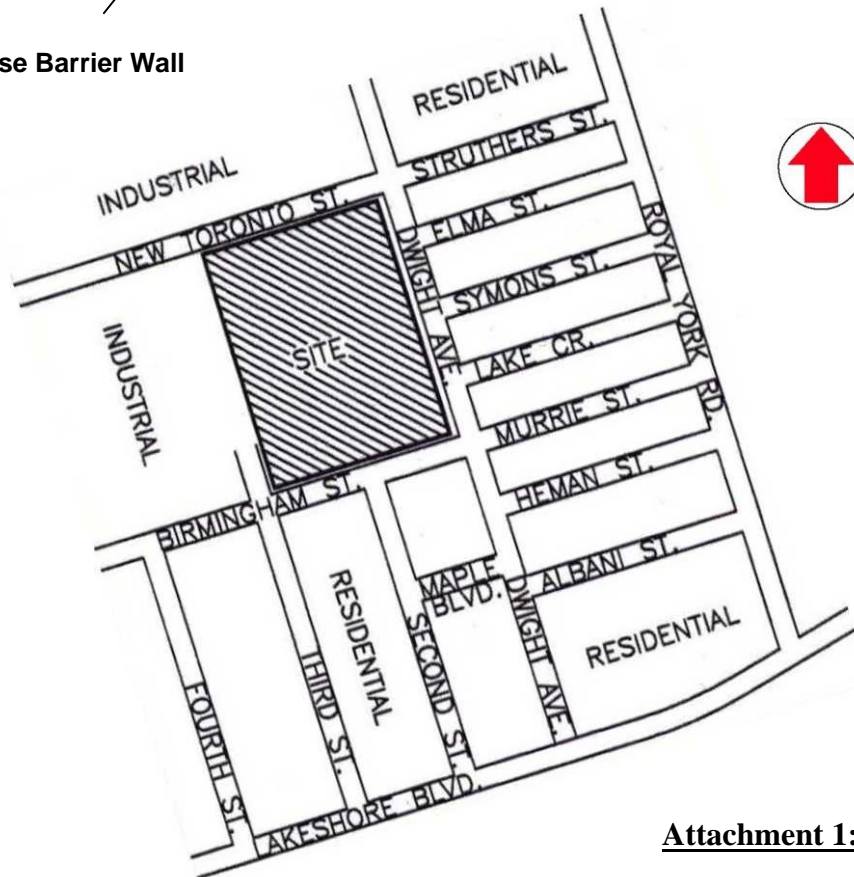 se Barrier Wall
RESIDENTIAL
INDUSTRIAL
STRUTHERS ST.
NEW TORONTO ST.
ELMA ST.
DWIGHT AVE.
ROYAL YORK RD.
SYMONS ST.
INDUSTRIAL
SITE
LAKE CR.
MURRIE ST.
HEMAN ST.
BIRMINGHAM ST.
ALBANI ST.
MAPLE
BLVD.
RESIDENTIAL
DWIGHT AVE.
RESIDENTIAL
SECOND ST.
THIRD ST.
FOURTH ST.
LAKESHORE BLVD.
Attachment 1: